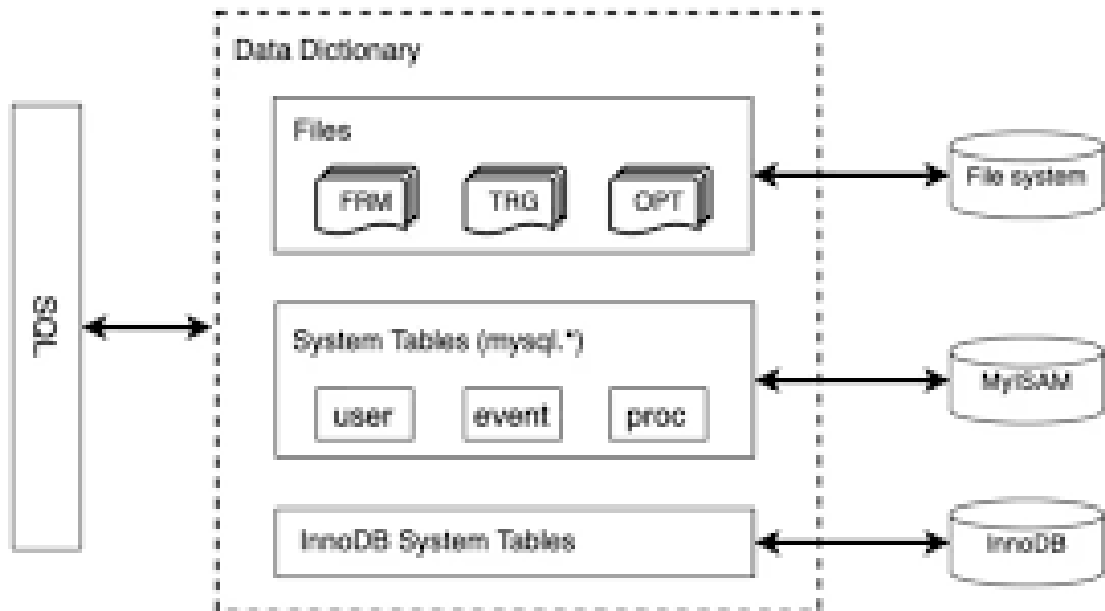 Data Dictionary
SQL
Files
FRM
TRG
OPT
File system
System Tables (mysql.*)
user
event
proc
MyISAM
InnoDB System Tables
InnoDB